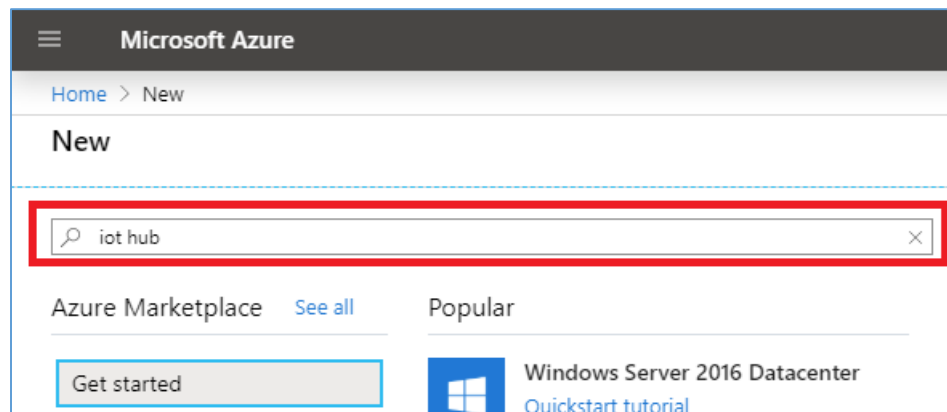 Microsoft Azure
Home > New
New
iot hub
Azure Marketplace See all
Popular
Get started
Windows Server 2016 Datacenter
Quickstart tutorial